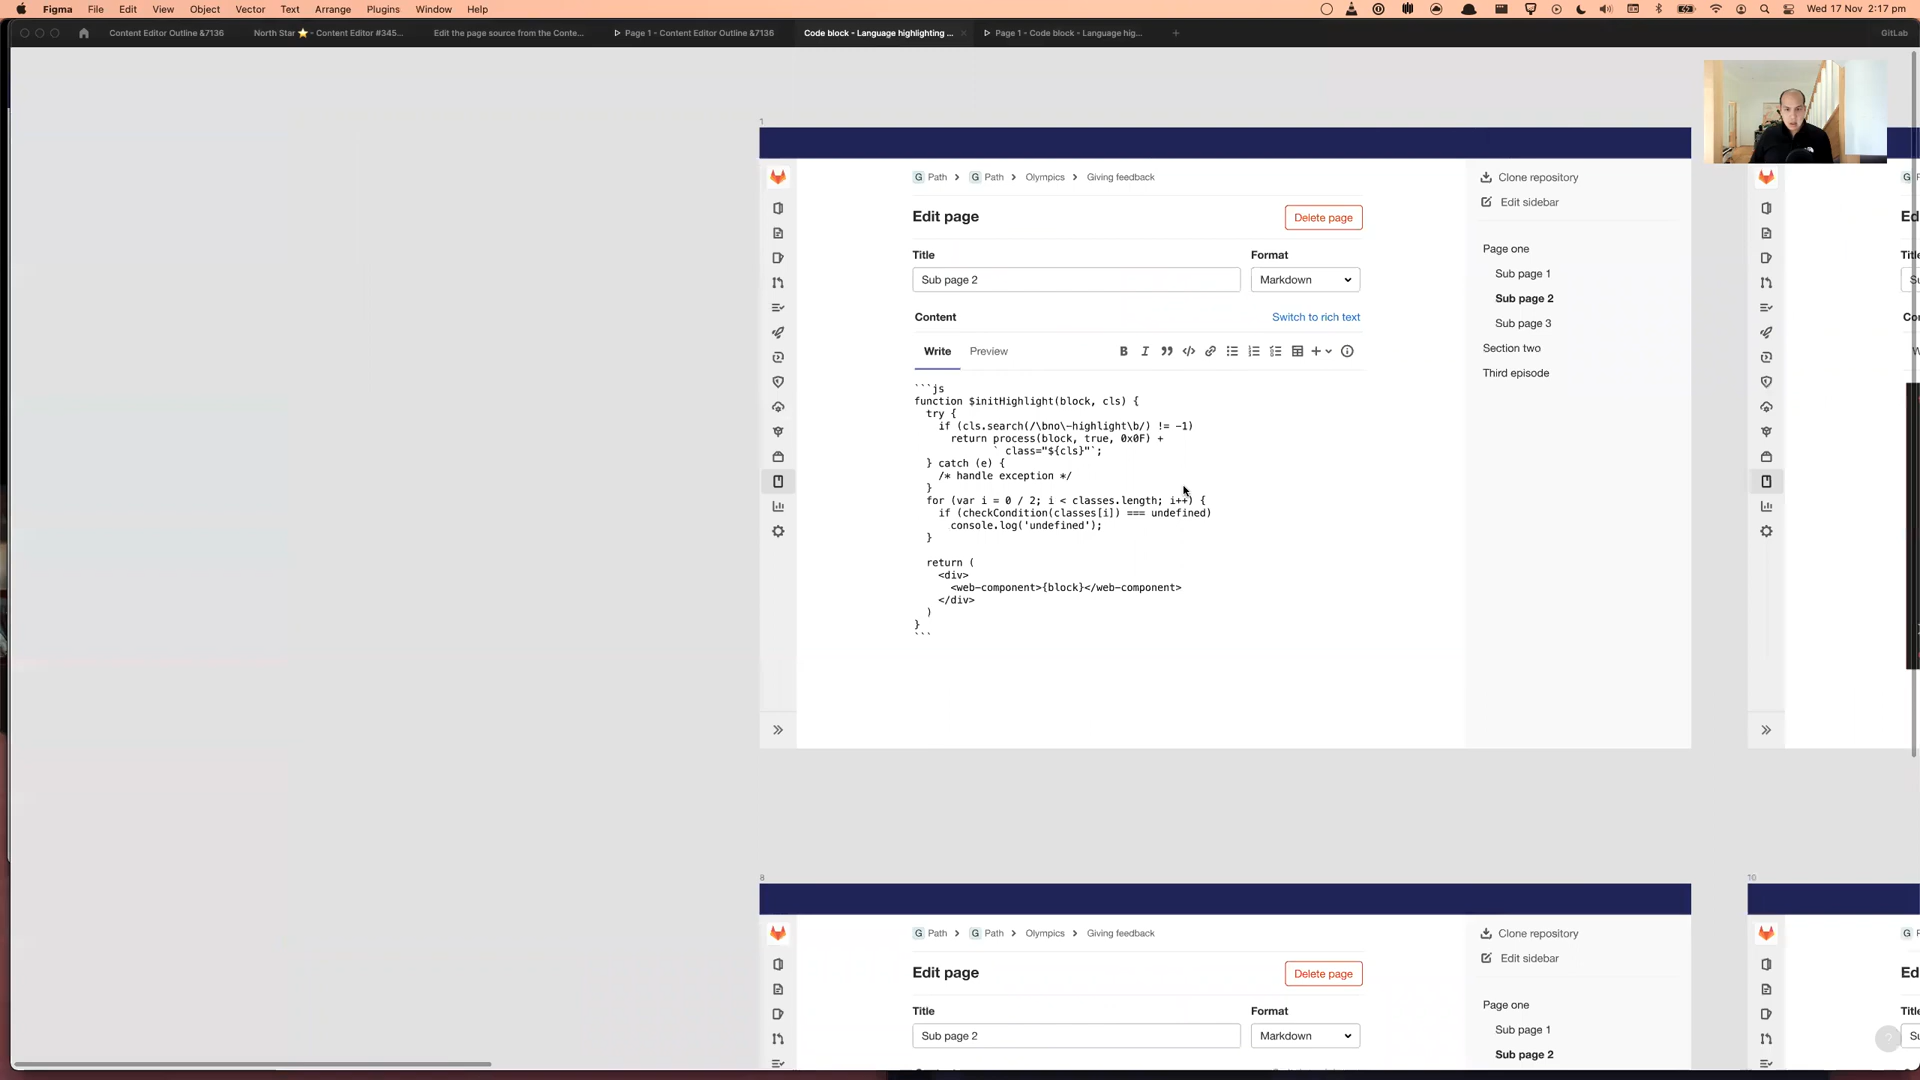 Figma File Edit View Object Vector Text Arrange Plugins Window Help Wed 17 Nov 2:17 pm
Content Editor Outline &7136 North Star ⭐ - Content Editor #345... Edit the page source from the Conte... Page 1 - Content Editor Outline &7136 Code block - Language highlighting ... Page 1 - Code block - Language hig... + GitLab
1
G Path > G Path > Olympics > Giving feedback
Clone repository
Edit sidebar
Edit page
Delete page
Title
Format
Sub page 2
Markdown
Content
Switch to rich text
Write Preview
Page one
Sub page 1
Sub page 2
Sub page 3
Section two
Third episode
```js
function $initHighlight(block, cls) {
  try {
    if (cls.search(/\bno\-highlight\b/) != -1)
      return process(block, true, 0x0F) +
             ` class="${cls}"`;
  } catch (e) {
    /* handle exception */
  }
  for (var i = 0 / 2; i < classes.length; i++) {
    if (checkCondition(classes[i]) === undefined)
      console.log('undefined');
  }
  return (
    <div>
      <web-component>{block}</web-component>
    </div>
  )
}
```
8
10
G Path > G Path > Olympics > Giving feedback
Clone repository
Edit sidebar
Edit page
Delete page
Title
Format
Sub page 2
Markdown
Page one
Sub page 1
Sub page 2